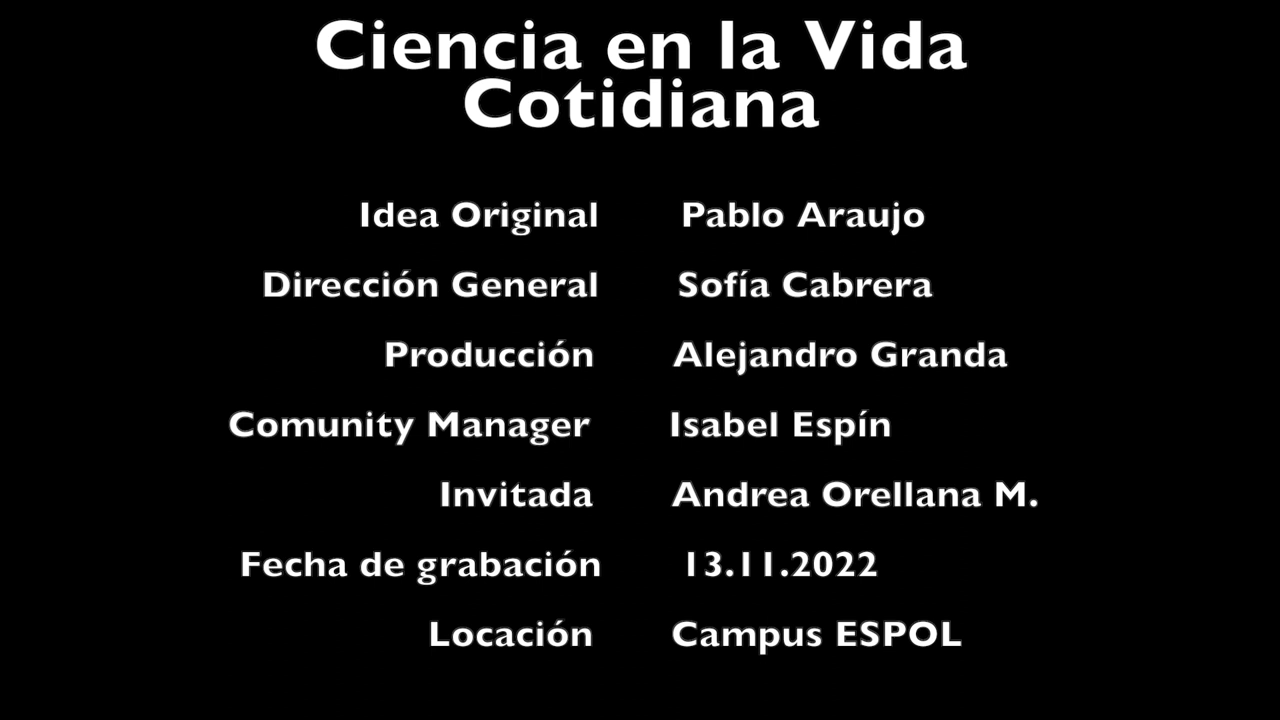 Ciencia en la Vida
Cotidiana
Idea Original Pablo Araujo
Dirección General Sofía Cabrera
Producción Alejandro Granda
Comunity Manager Isabel Espín
Invitada Andrea Orellana M.
Fecha de grabación 13.11.2022
Locación Campus ESPOL